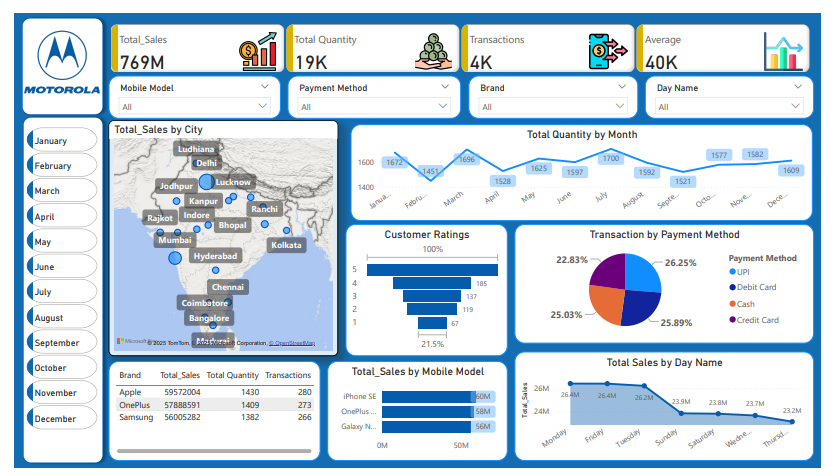 MOTOROLA
Total_Sales
769M
Total Quantity
19K
Transactions
4K
Average
40K
Mobile Model
All
Payment Method
All
Brand
All
Day Name
All
January
February
March
April
May
June
July
August
September
October
November
December
Total_Sales by City
Ludhiana
Delhi
Jodhpur
Lucknow
Kanpur
Ranchi
Rajkot
Indore
Bhopal
Mumbai
Kolkata
Hyderabad
Chennai
Coimbatore
Bangalore
Madurai
© 2025 TomTom, Corporation, © OpenStreetMap
Total Quantity by Month
1600
1400
1672
1451
1696
1528
1625
1597
1700
1592
1521
1577
1582
1609
Janua...
Febru...
March
April
May
June
July
August
Septe...
Octo...
Nove...
Dece...
Customer Ratings
100%
5
4 185
3 137
2 119
1 67
21.5%
Transaction by Payment Method
22.83%
26.25%
25.03%
25.89%
Payment Method
UPI
Debit Card
Cash
Credit Card
Brand Total_Sales Total Quantity Transactions
Apple 59572004 1430 280
OnePlus 57888591 1409 273
Samsung 56005282 1382 266
Total_Sales by Mobile Model
iPhone SE 60M
OnePlus ... 58M
Galaxy N... 56M
0M 50M
Total Sales by Day Name
Total_Sales
26M
24M
26.4M
26.4M
26.2M
23.9M
23.8M
23.7M
23.2M
Monday
Friday
Tuesday
Sunday
Saturday
Wedne...
Thursd...